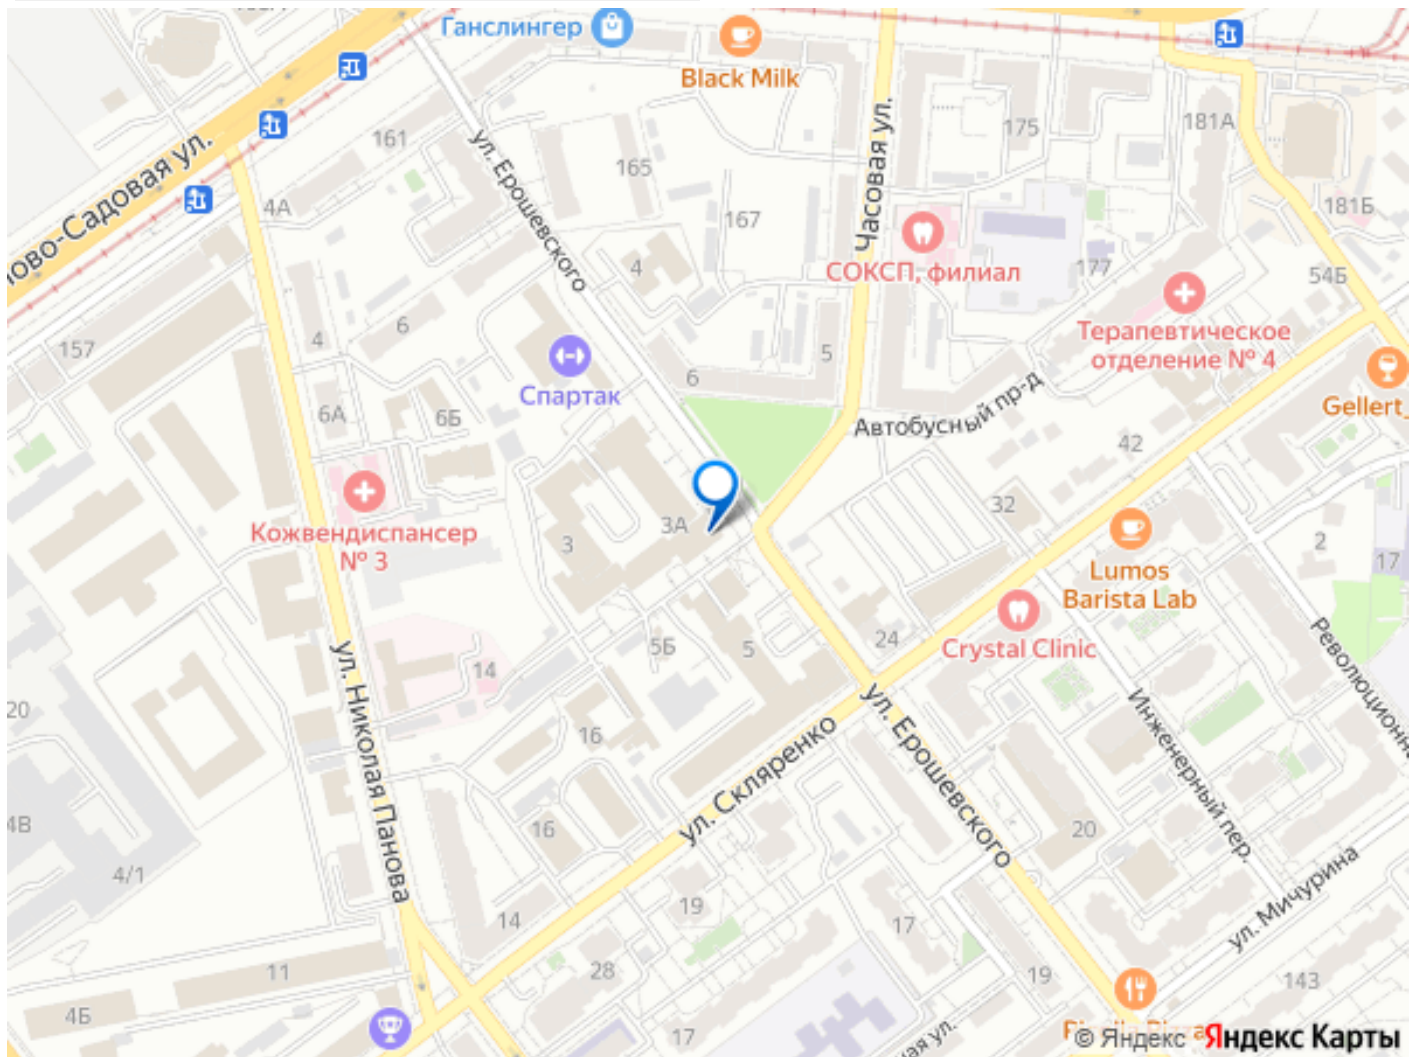 Ганслингер
Black Milk
161
165
175
181А
ул. Ерошевского
Часовая ул.
4А
167
181Б
ово-Садовая ул.
СОКСП, филиал
4
177
54Б
6
4
157
5
Терапевтическое
отделение № 4
Спартак
6
6А
6Б
Автобусный пр-д
42
Gellert_
Кожвендиспансер
№ 3
3А
3
32
2
17
Lumos
Barista Lab
5Б
5
24
Crystal Clinic
ул. Николая Панова
14
20
Революционна
16
ул. Ерошевского
Инженерный пер.
ул. Скляренко
4В
16
20
4/1
14
19
17
ул. Мичурина
11
28
19
143
4Б
17
ная ул.
© Яндекс Яндекс Карты